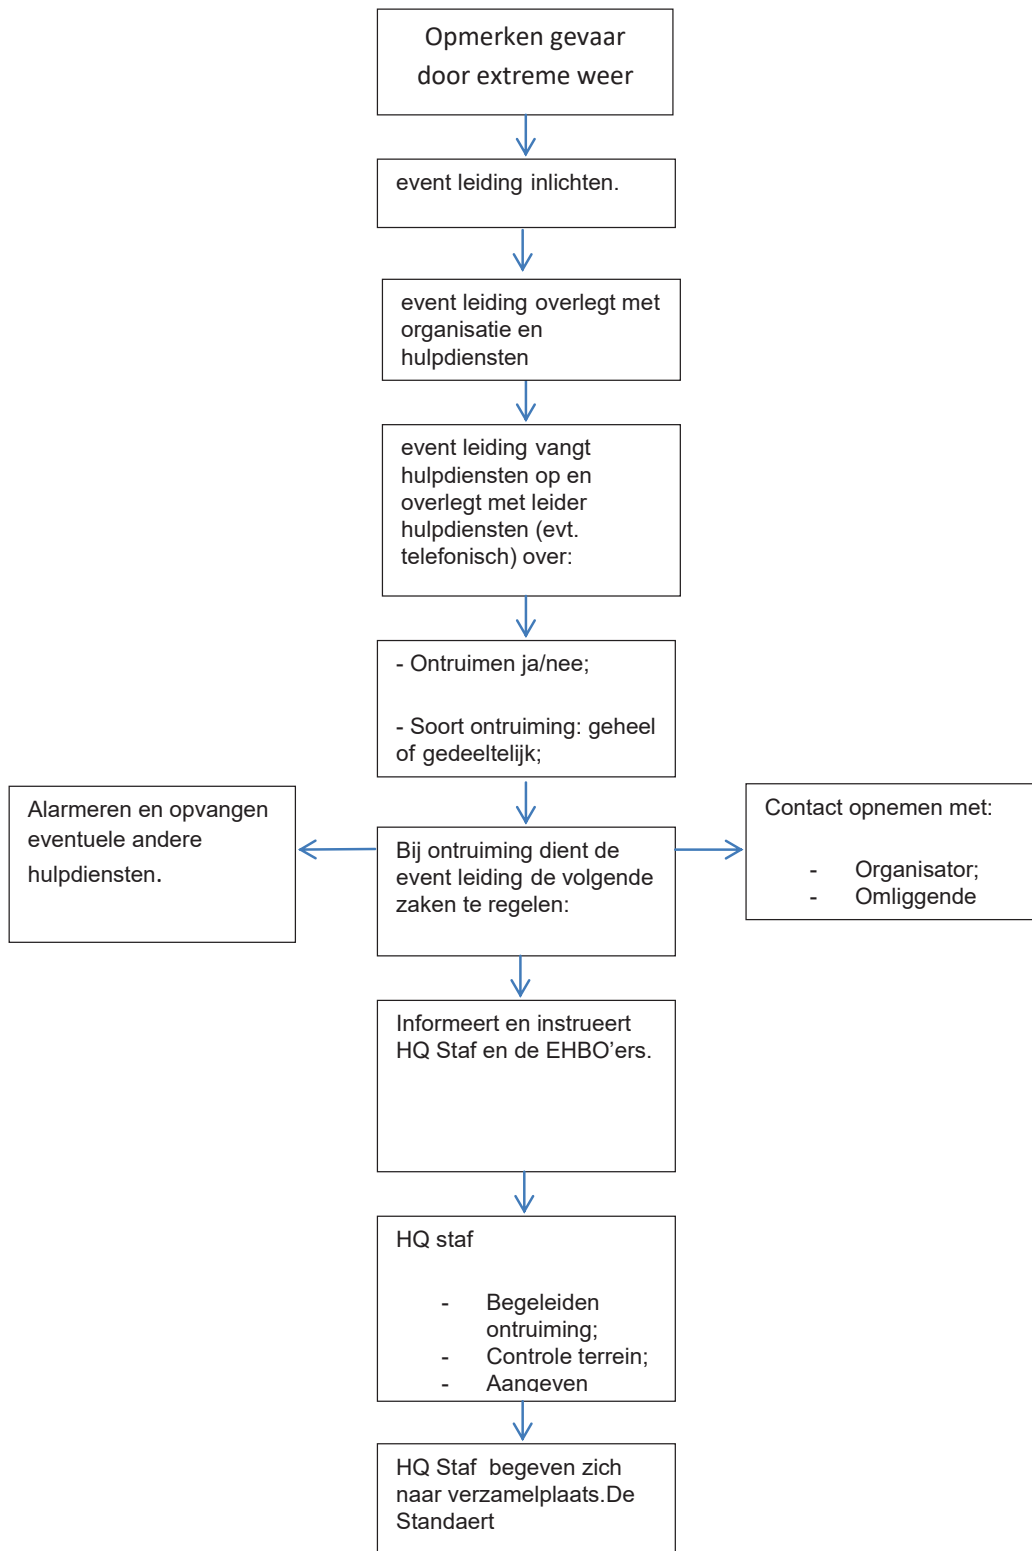 Opmerken gevaar
door extreme weer
event leiding inlichten.
event leiding overlegt met
organisatie en
hulpdiensten
event leiding vangt
hulpdiensten op en
overlegt met leider
hulpdiensten (evt.
telefonisch) over:
- Ontruimen ja/nee;
- Soort ontruiming: geheel
of gedeeltelijk;
Alarmeren en opvangen
eventuele andere
hulpdiensten.
Bij ontruiming dient de
event leiding de volgende
zaken te regelen:
Contact opnemen met:
- Organisator;
- Omliggende
Informeert en instrueert
HQ Staf en de EHBO’ers.
HQ staf
- Begeleiden
ontruiming;
- Controle terrein;
- Aangeven
HQ Staf  begeven zich
naar verzamelplaats.De
Standaert